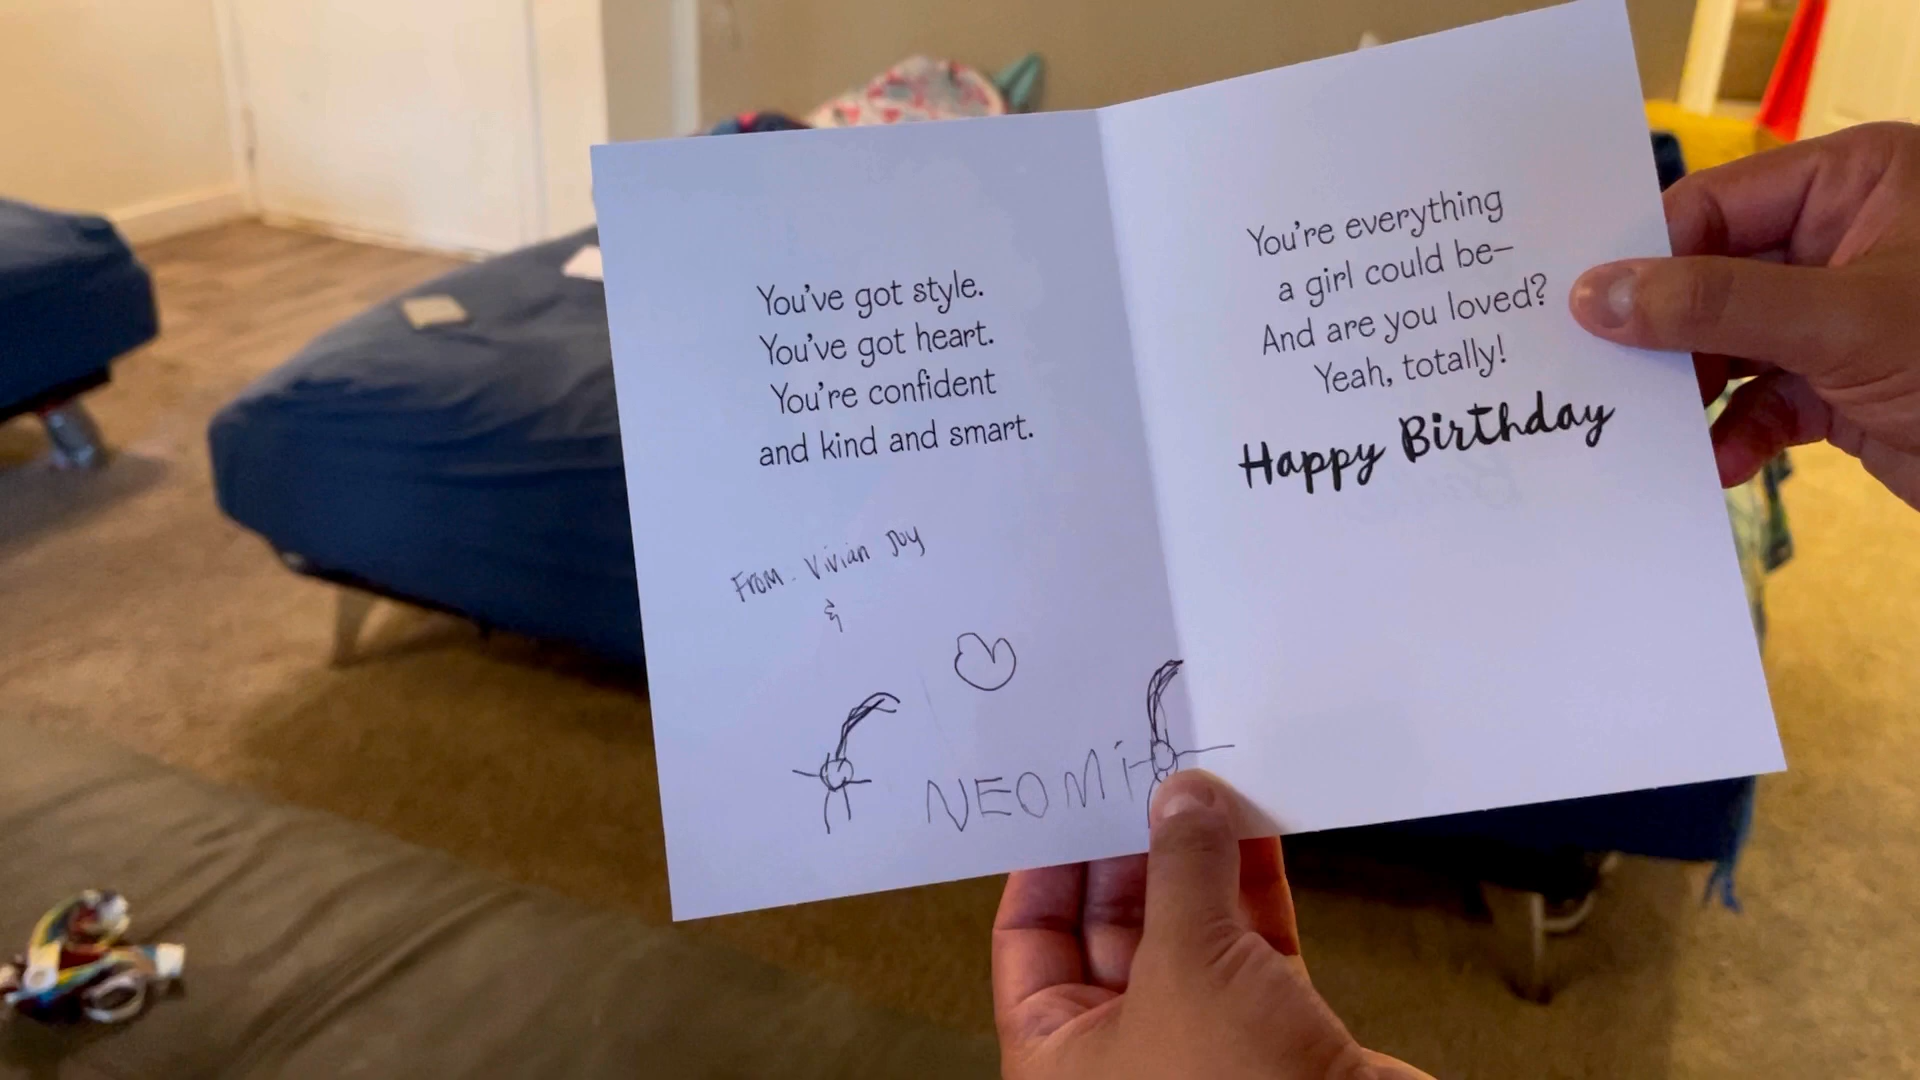 You've got style.
You've got heart.
You're confident
and kind and smart.
From. Vivian Joy
&
NEOMi
You're everything
a girl could be–
And are you loved?
Yeah, totally!
Happy Birthday